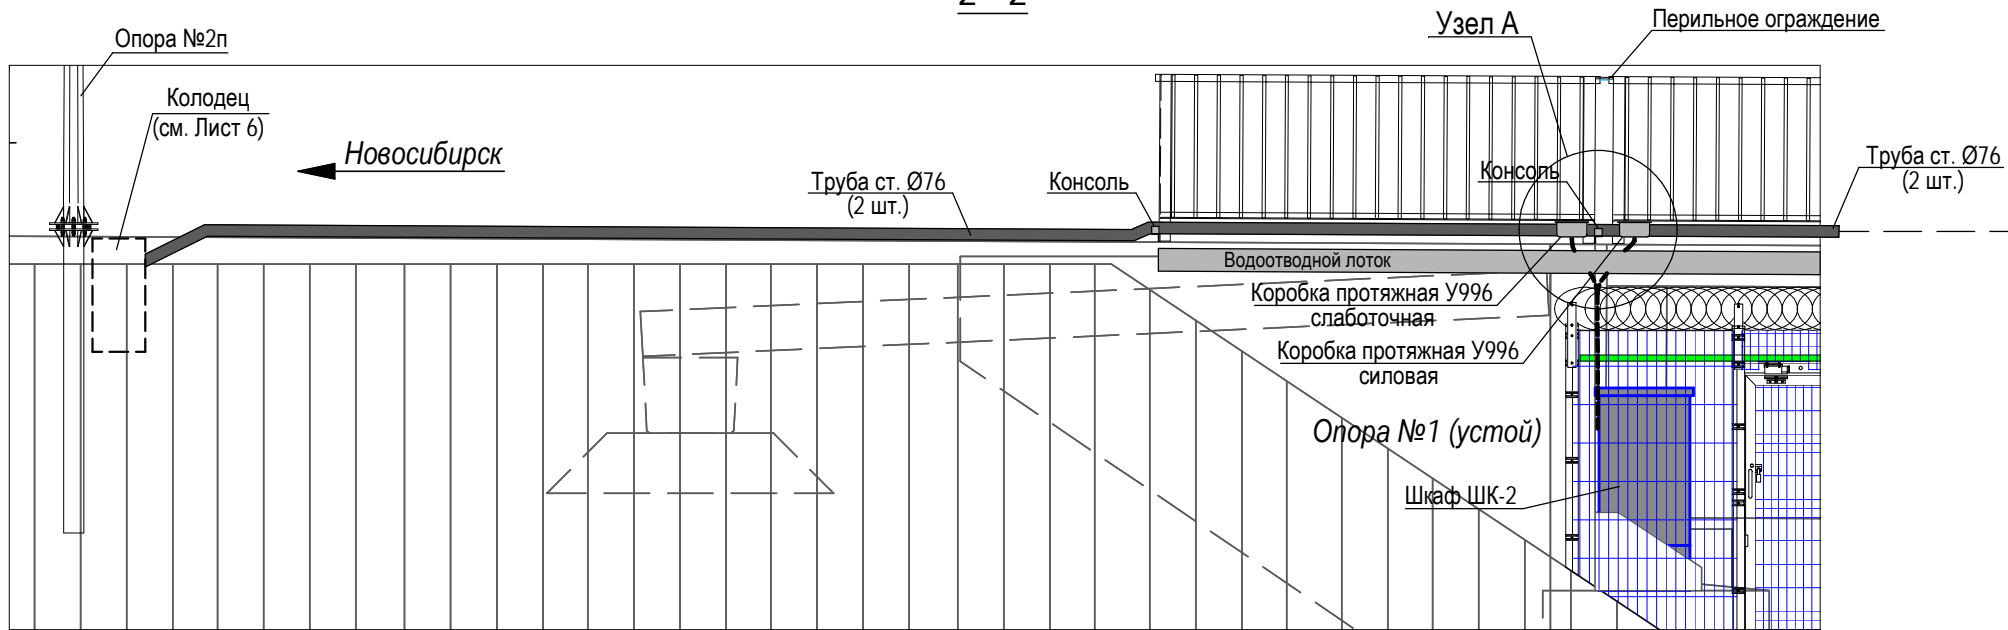 2-2
Опора №2п
Узел А
Перильное ограждение
Колодец
(см. Лист 6)
Новосибирск
Труба ст. Ø76
(2 шт.)
Консоль
Консоль
Труба ст. Ø76
(2 шт.)
Водоотводной лоток
Коробка протяжная У996
слаботочная
Коробка протяжная У996
силовая
Опора №1 (устой)
Шкаф ШК-2